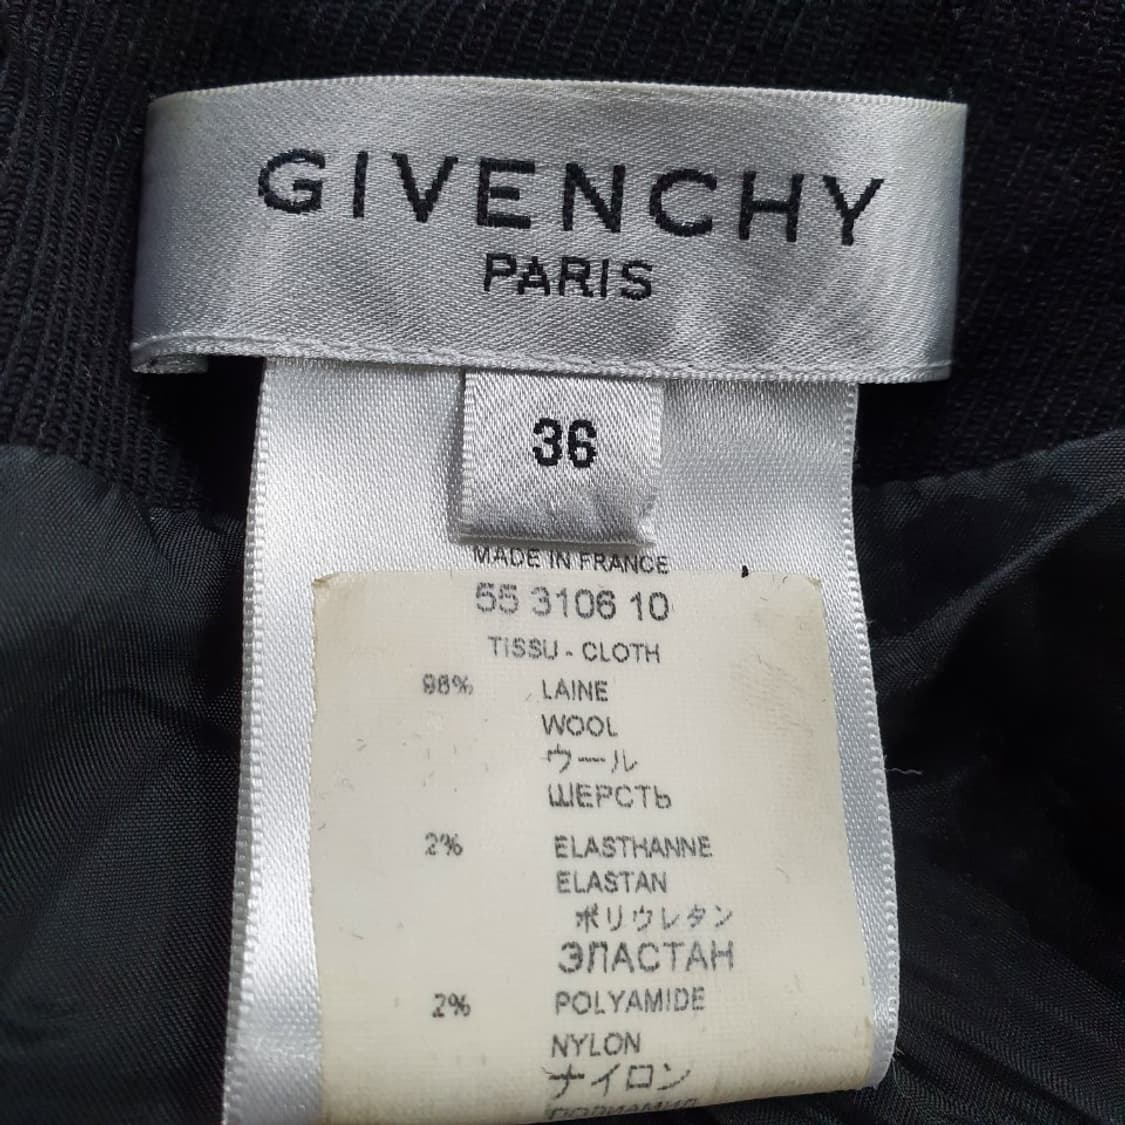 GIVENCHY
PARIS
36
MADE IN FRANCE
55 3106 10
TISSU - CLOTH
96% LAINE
WOOL
ウール
ШЕРСТЬ
2% ELASTHANNE
ELASTAN
ポリウレタン
ЭЛАСТАН
2% POLYAMIDE
NYLON
ナイロン